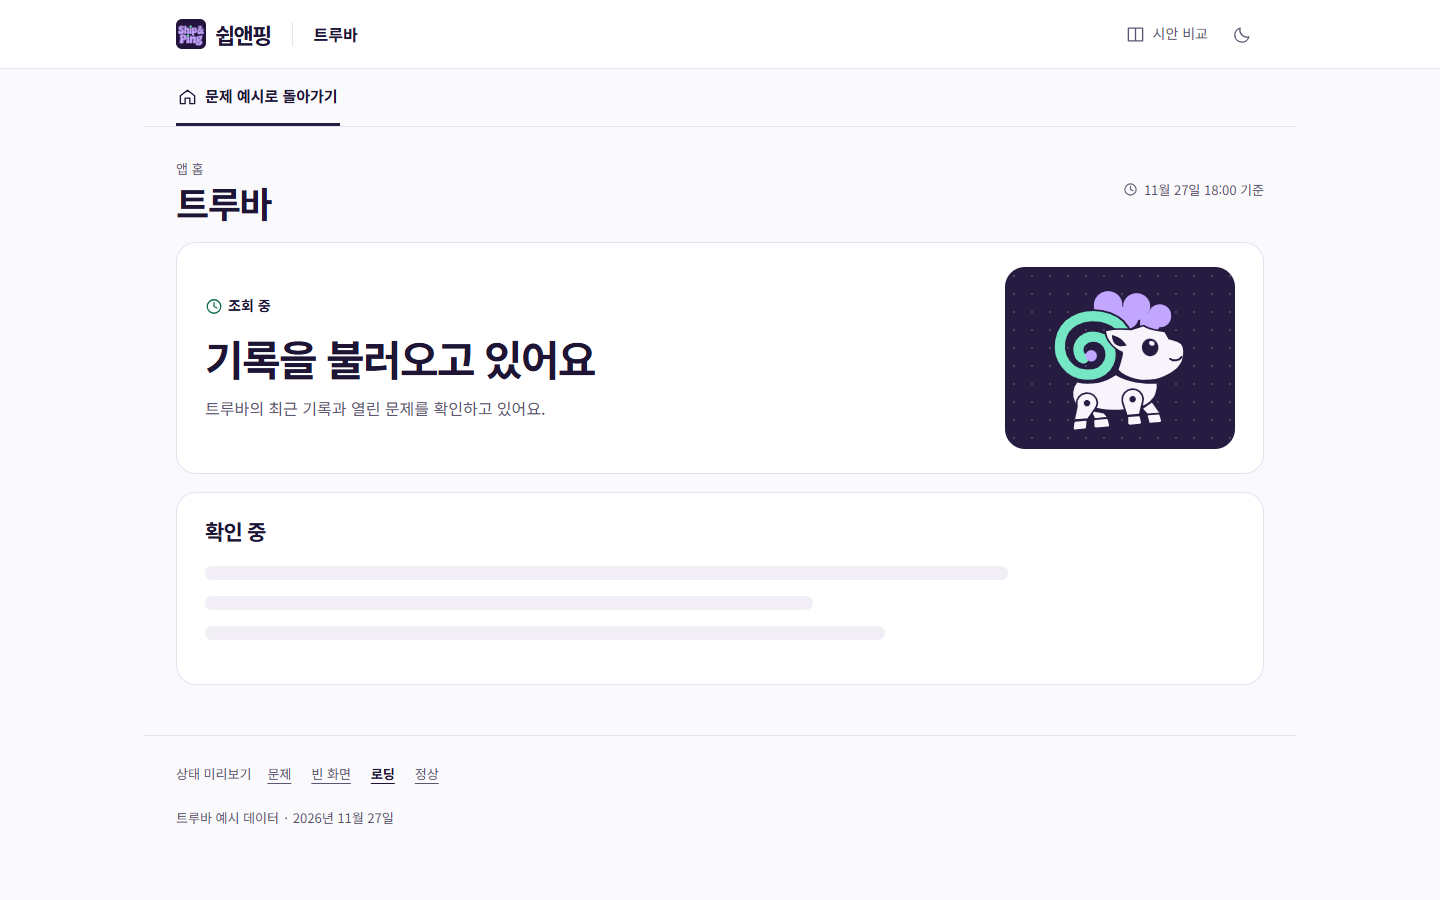 Ship&
Ping
쉽앤핑
트루바
시안 비교
문제 예시로 돌아가기
앱 홈
트루바
11월 27일 18:00 기준
조회 중
기록을 불러오고 있어요
트루바의 최근 기록과 열린 문제를 확인하고 있어요.
확인 중
상태 미리보기 문제 빈 화면 로딩 정상
트루바 예시 데이터 · 2026년 11월 27일